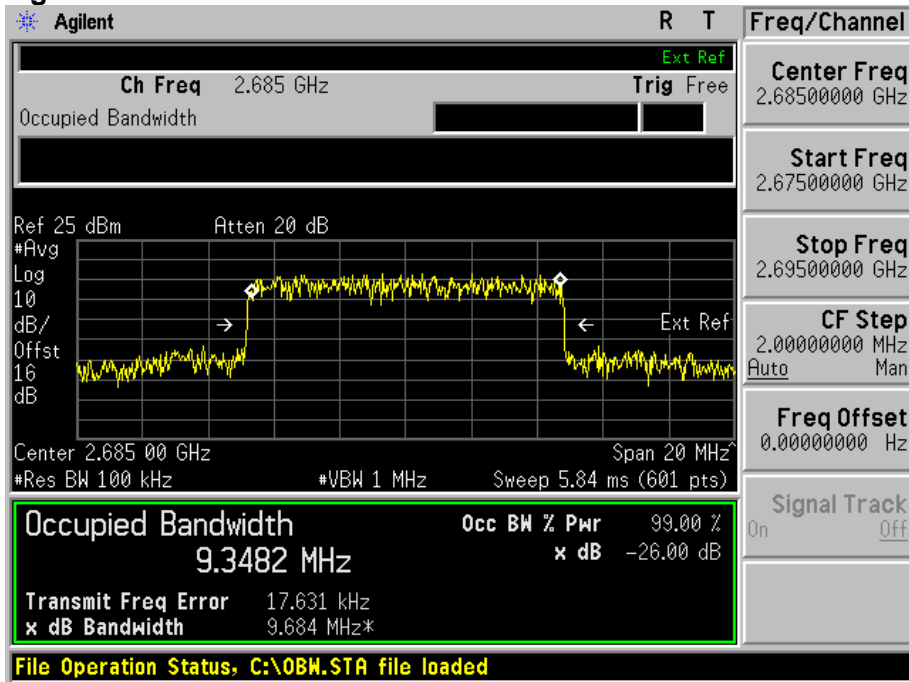 Agilent R T
Freq/Channel
Ext Ref
Ch Freq 2.685 GHz Trig Free
Occupied Bandwidth
Ref 25 dBm Atten 20 dB
#Avg
Log
10
dB/
Offst
16
dB
Ext Ref
Center 2.685 00 GHz Span 20 MHz^
#Res BW 100 kHz #VBW 1 MHz Sweep 5.84 ms (601 pts)
Occupied Bandwidth Occ BW % Pwr 99.00 %
9.3482 MHz x dB -26.00 dB
Transmit Freq Error 17.631 kHz
x dB Bandwidth 9.684 MHz*
File Operation Status, C:\OBW.STA file loaded
Center Freq
2.68500000 GHz
Start Freq
2.67500000 GHz
Stop Freq
2.69500000 GHz
CF Step
2.00000000 MHz
Auto Man
Freq Offset
0.00000000 Hz
Signal Track
On Off